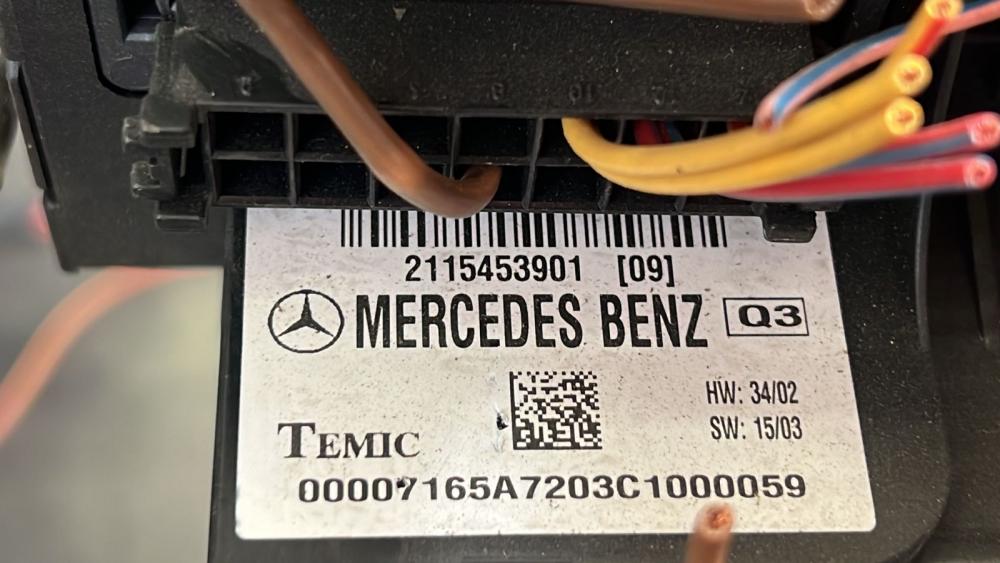 2115453901 [09]
MERCEDES BENZ Q3
HW: 34/02
SW: 15/03
TEMIC
00007165A7203C1000059